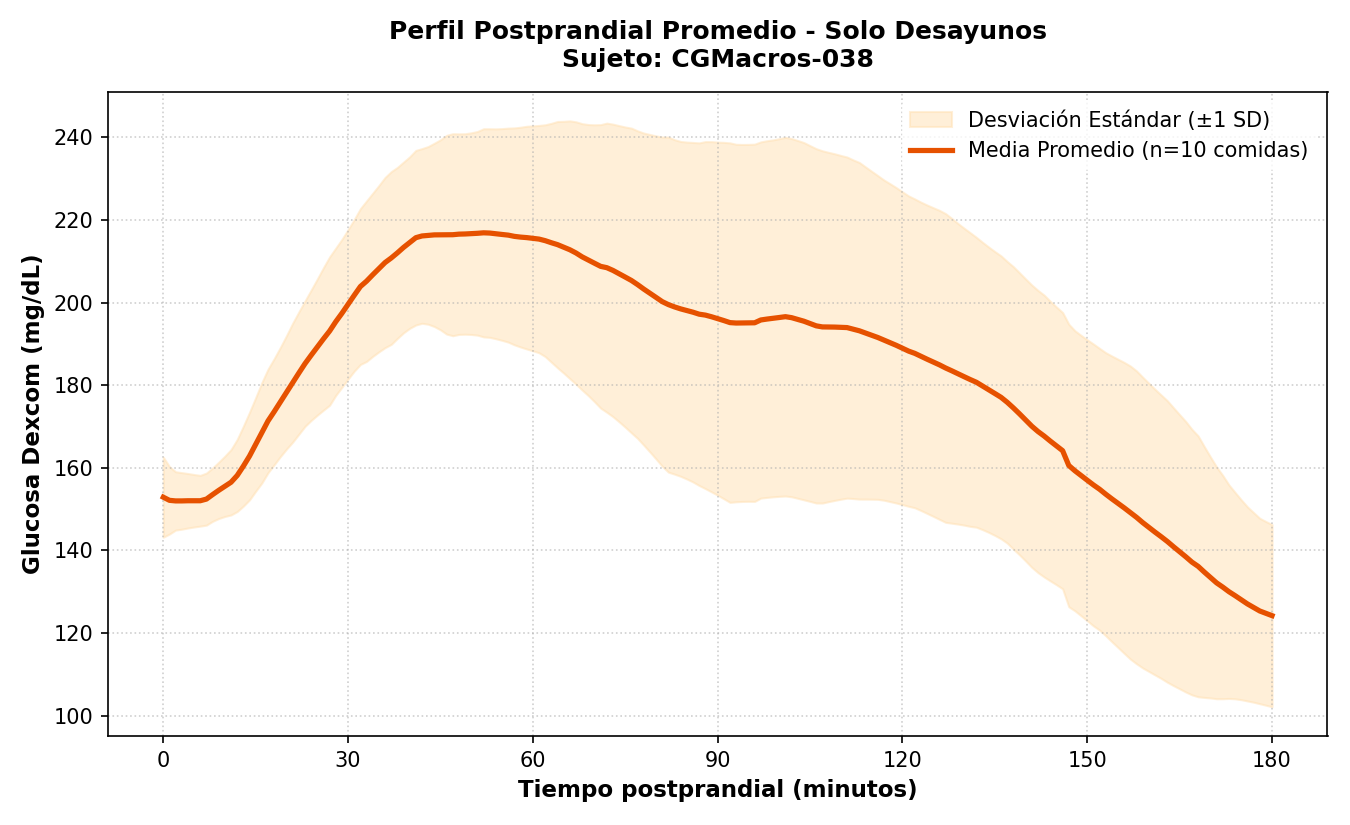 Perfil Postprandial Promedio - Solo Desayunos
Sujeto: CGMacros-038
Desviación Estándar (±1 SD)
Media Promedio (n=10 comidas)
Glucosa Dexcom (mg/dL)
240
220
200
180
160
140
120
100
0 30 60 90 120 150 180
Tiempo postprandial (minutos)